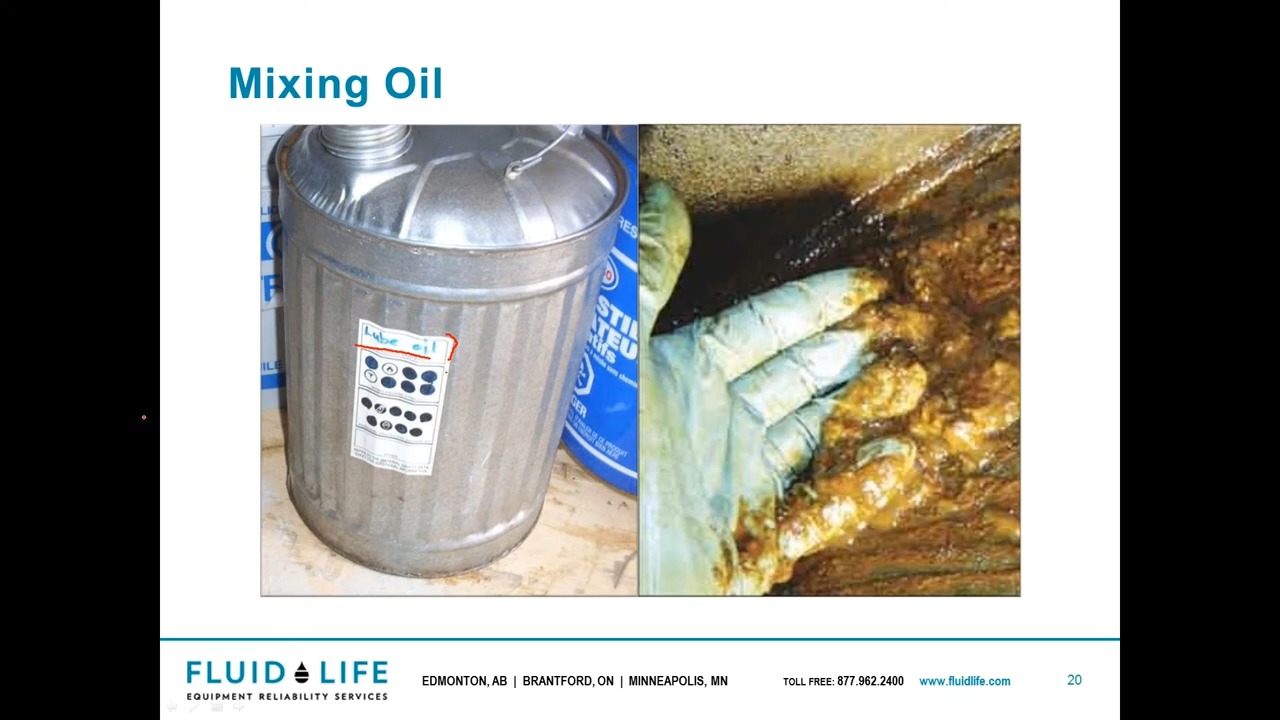 Mixing Oil
Lube oil
FLUID LIFE
EQUIPMENT RELIABILITY SERVICES
EDMONTON, AB | BRANTFORD, ON | MINNEAPOLIS, MN
TOLL FREE: 877.962.2400
www.fluidlife.com
20